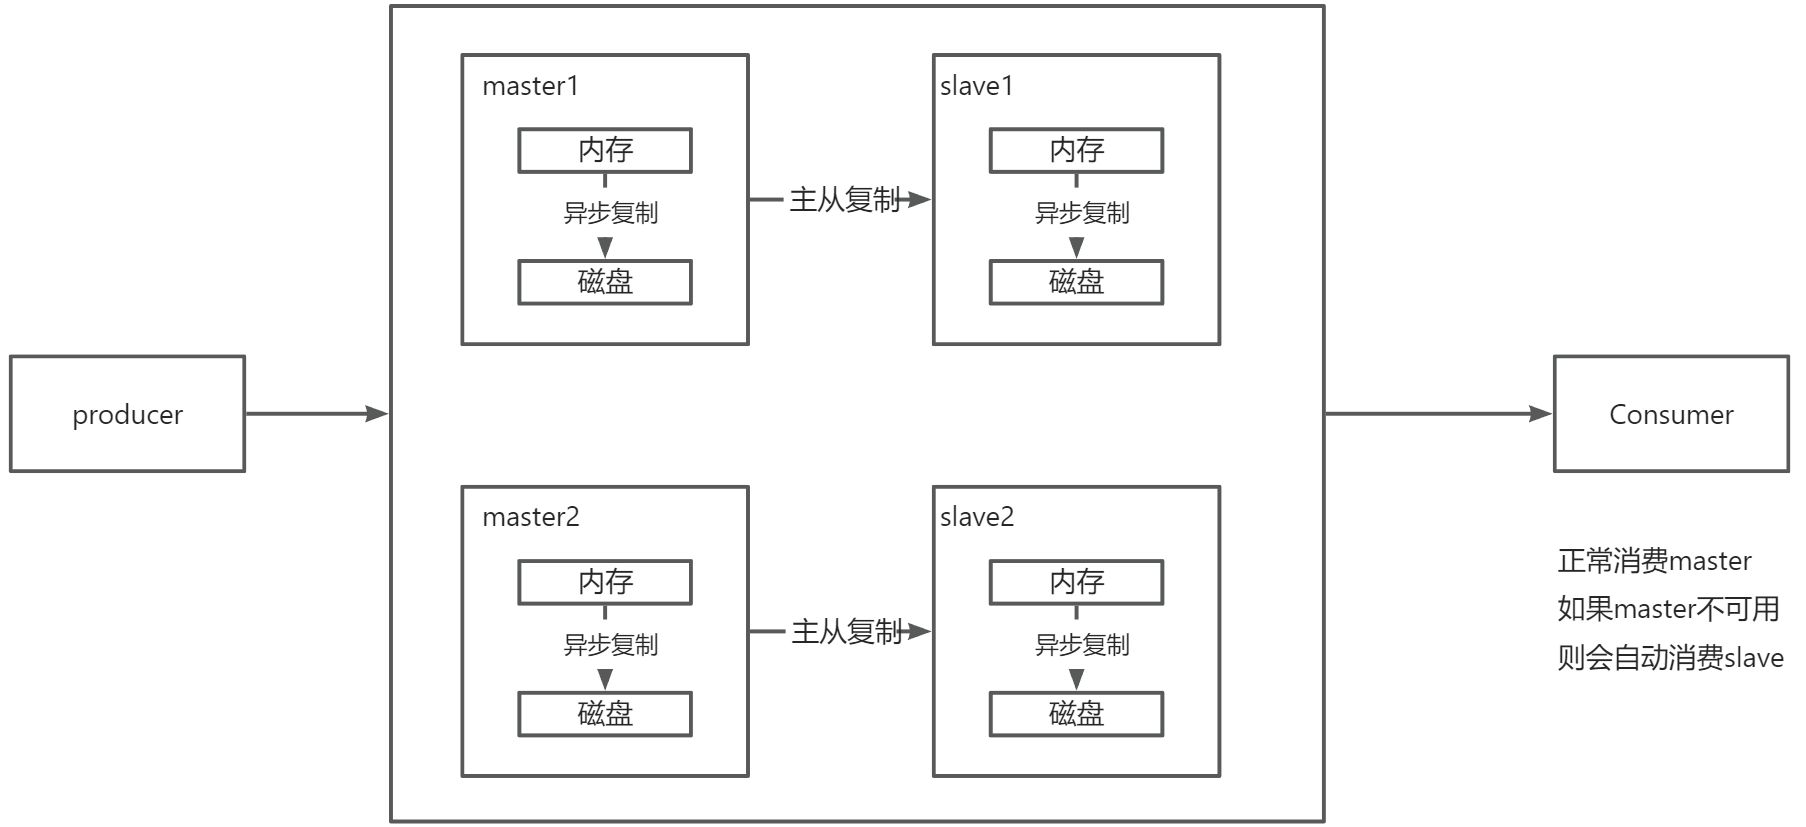 master1
内存
异步复制
磁盘
主从复制
slave1
内存
异步复制
磁盘
producer
Consumer
master2
内存
异步复制
磁盘
主从复制
slave2
内存
异步复制
磁盘
正常消费master
如果master不可用
则会自动消费slave